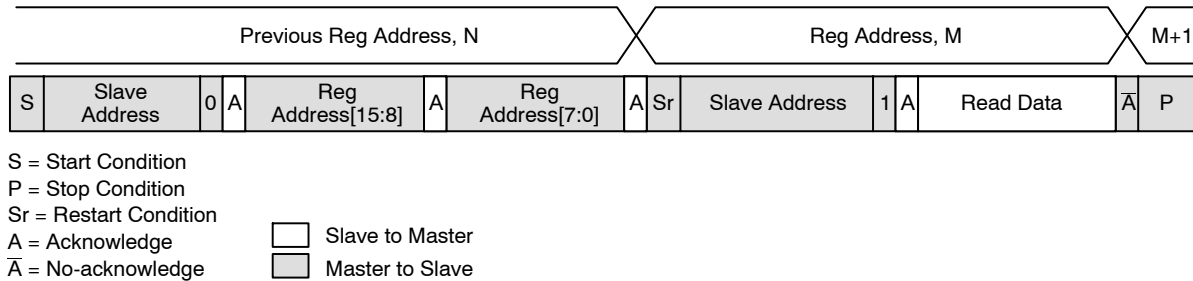 Previous Reg Address, N Reg Address, M M+1
S Slave Address 0 A Reg Address[15:8] A Reg Address[7:0] A Sr Slave Address 1 A Read Data A̅ P
S = Start Condition
P = Stop Condition
Sr = Restart Condition
A = Acknowledge
A̅ = No-acknowledge
Slave to Master
Master to Slave